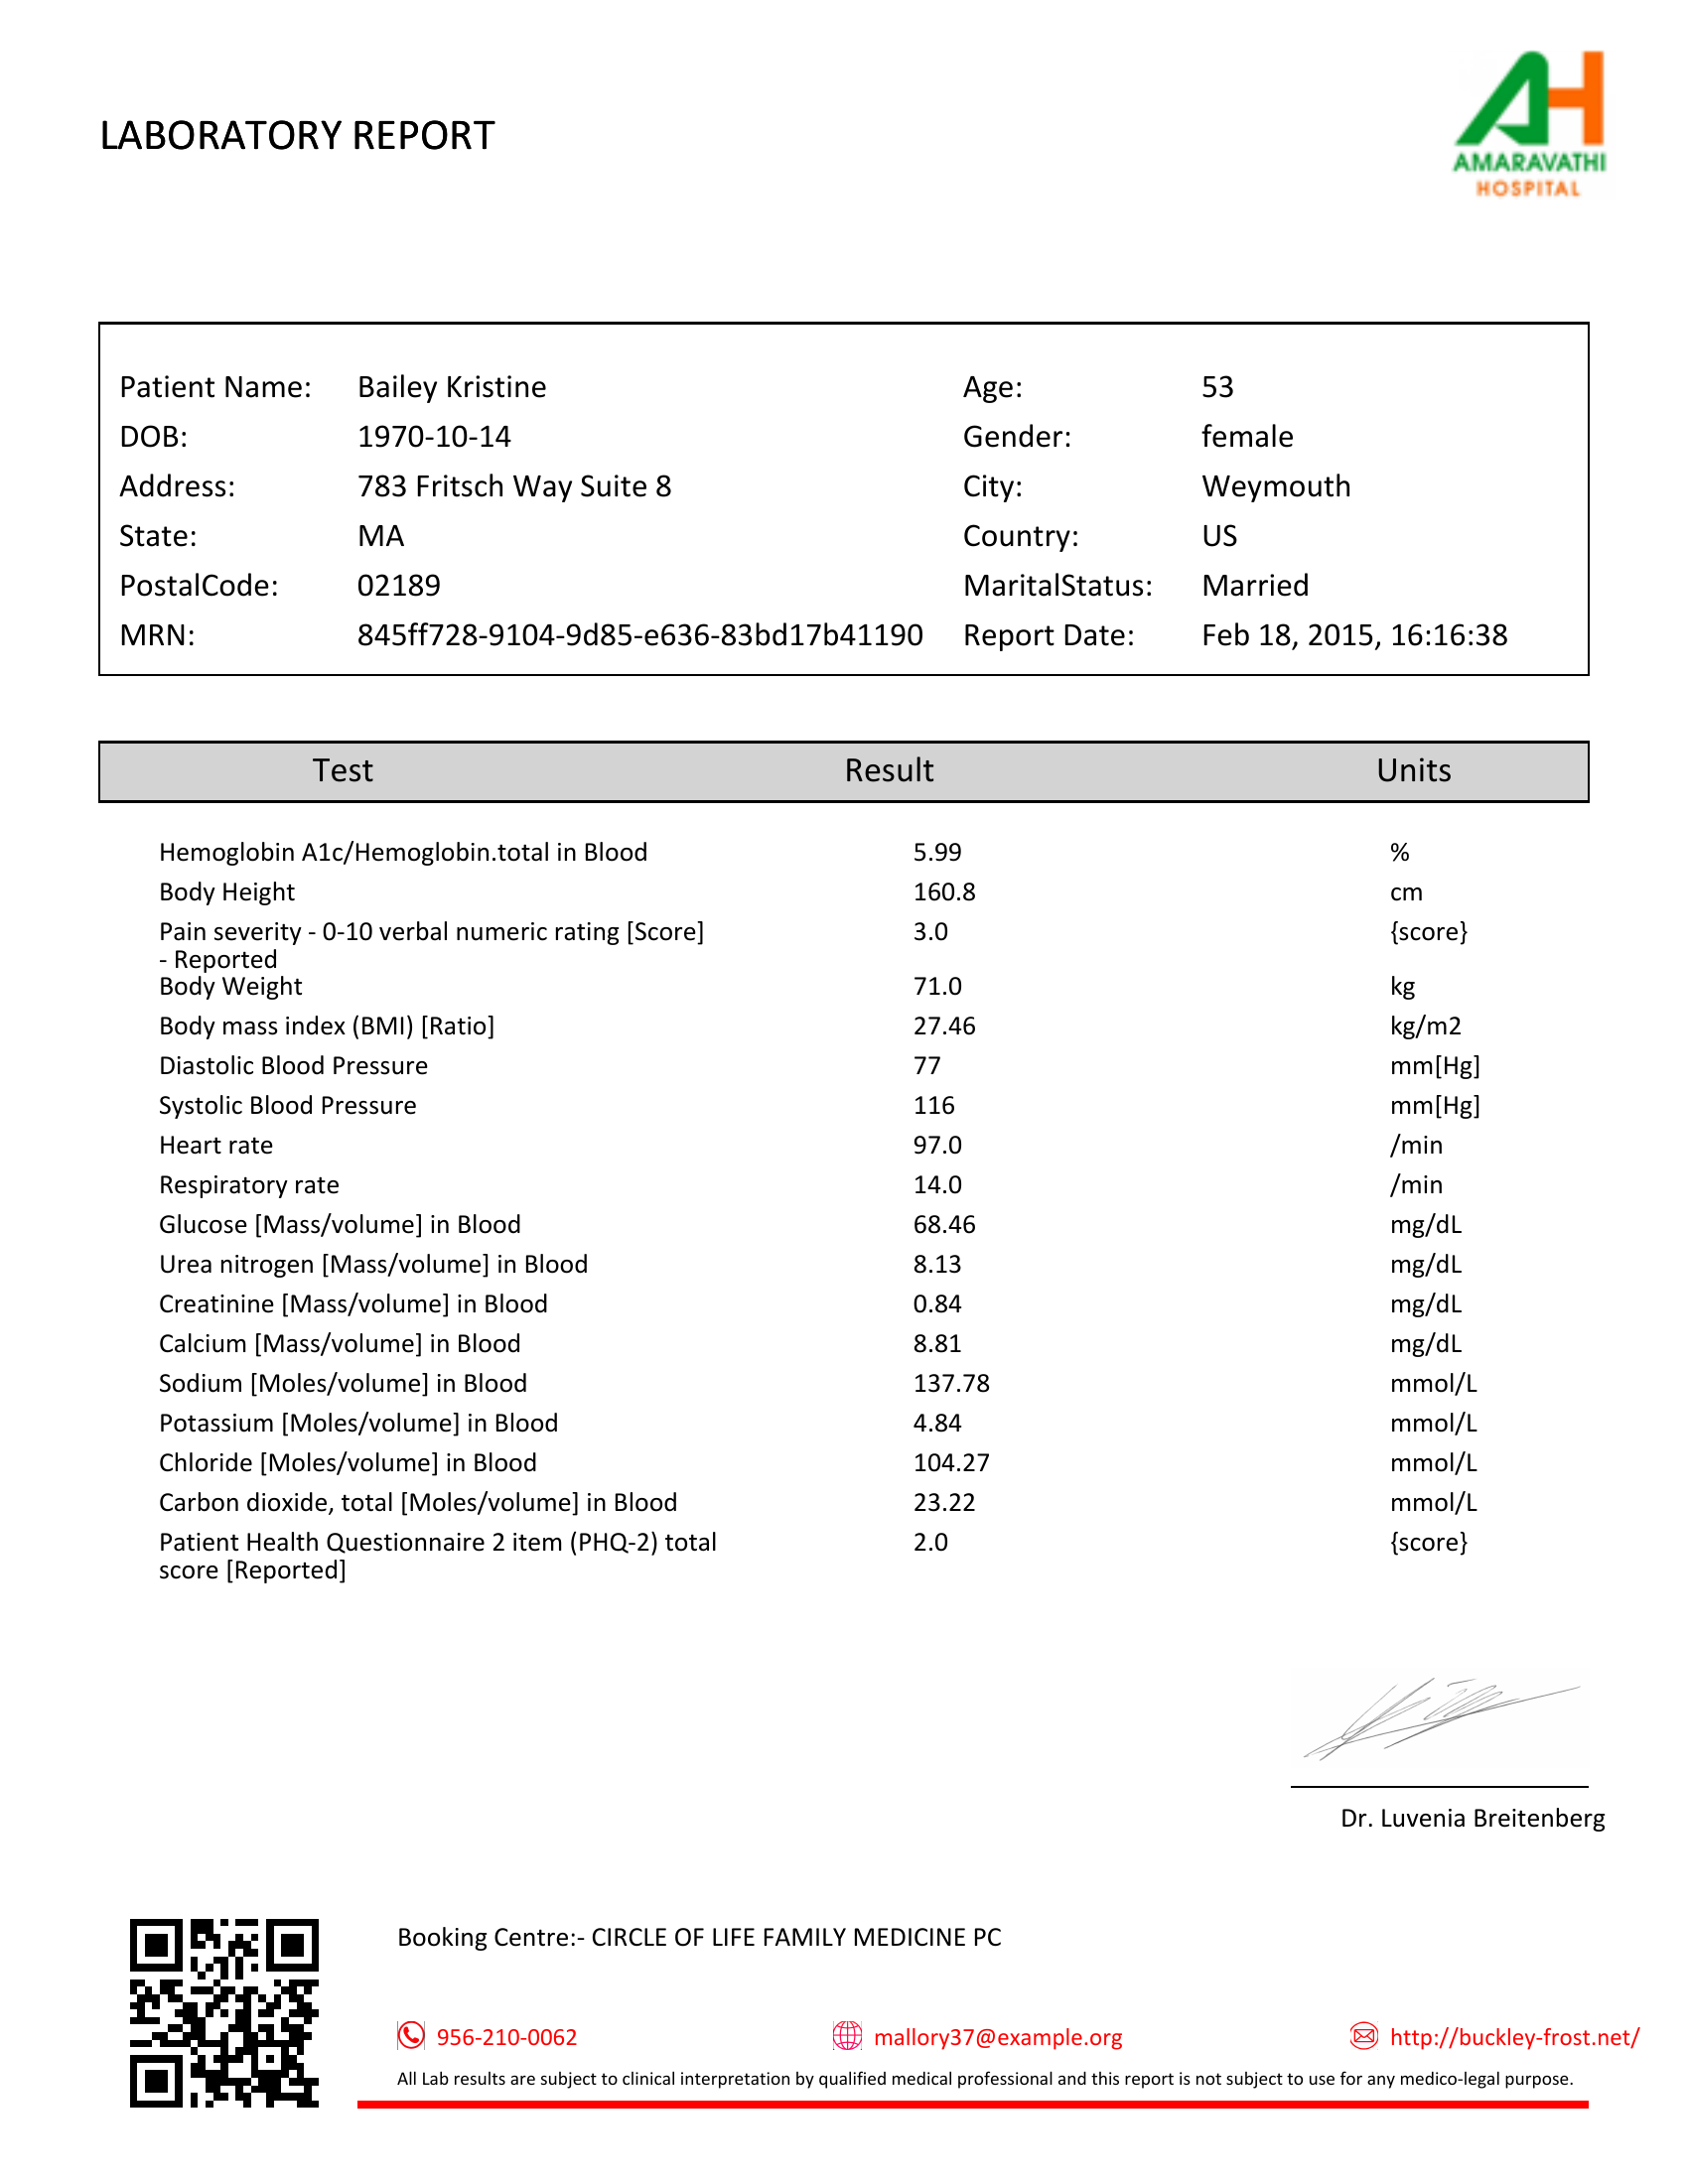 LABORATORY REPORT
AH
AMARAVATHI
HOSPITAL
Patient Name: Bailey Kristine Age: 53
DOB: 1970-10-14 Gender: female
Address: 783 Fritsch Way Suite 8 City: Weymouth
State: MA Country: US
PostalCode: 02189 MaritalStatus: Married
MRN: 845ff728-9104-9d85-e636-83bd17b41190 Report Date: Feb 18, 2015, 16:16:38
Test Result Units
Hemoglobin A1c/Hemoglobin.total in Blood 5.99 %
Body Height 160.8 cm
Pain severity - 0-10 verbal numeric rating [Score] 3.0 {score}
- Reported
Body Weight 71.0 kg
Body mass index (BMI) [Ratio] 27.46 kg/m2
Diastolic Blood Pressure 77 mm[Hg]
Systolic Blood Pressure 116 mm[Hg]
Heart rate 97.0 /min
Respiratory rate 14.0 /min
Glucose [Mass/volume] in Blood 68.46 mg/dL
Urea nitrogen [Mass/volume] in Blood 8.13 mg/dL
Creatinine [Mass/volume] in Blood 0.84 mg/dL
Calcium [Mass/volume] in Blood 8.81 mg/dL
Sodium [Moles/volume] in Blood 137.78 mmol/L
Potassium [Moles/volume] in Blood 4.84 mmol/L
Chloride [Moles/volume] in Blood 104.27 mmol/L
Carbon dioxide, total [Moles/volume] in Blood 23.22 mmol/L
Patient Health Questionnaire 2 item (PHQ-2) total 2.0 {score}
score [Reported]
Dr. Luvenia Breitenberg
Booking Centre:- CIRCLE OF LIFE FAMILY MEDICINE PC
956-210-0062 mallory37@example.org http://buckley-frost.net/
All Lab results are subject to clinical interpretation by qualified medical professional and this report is not subject to use for any medico-legal purpose.